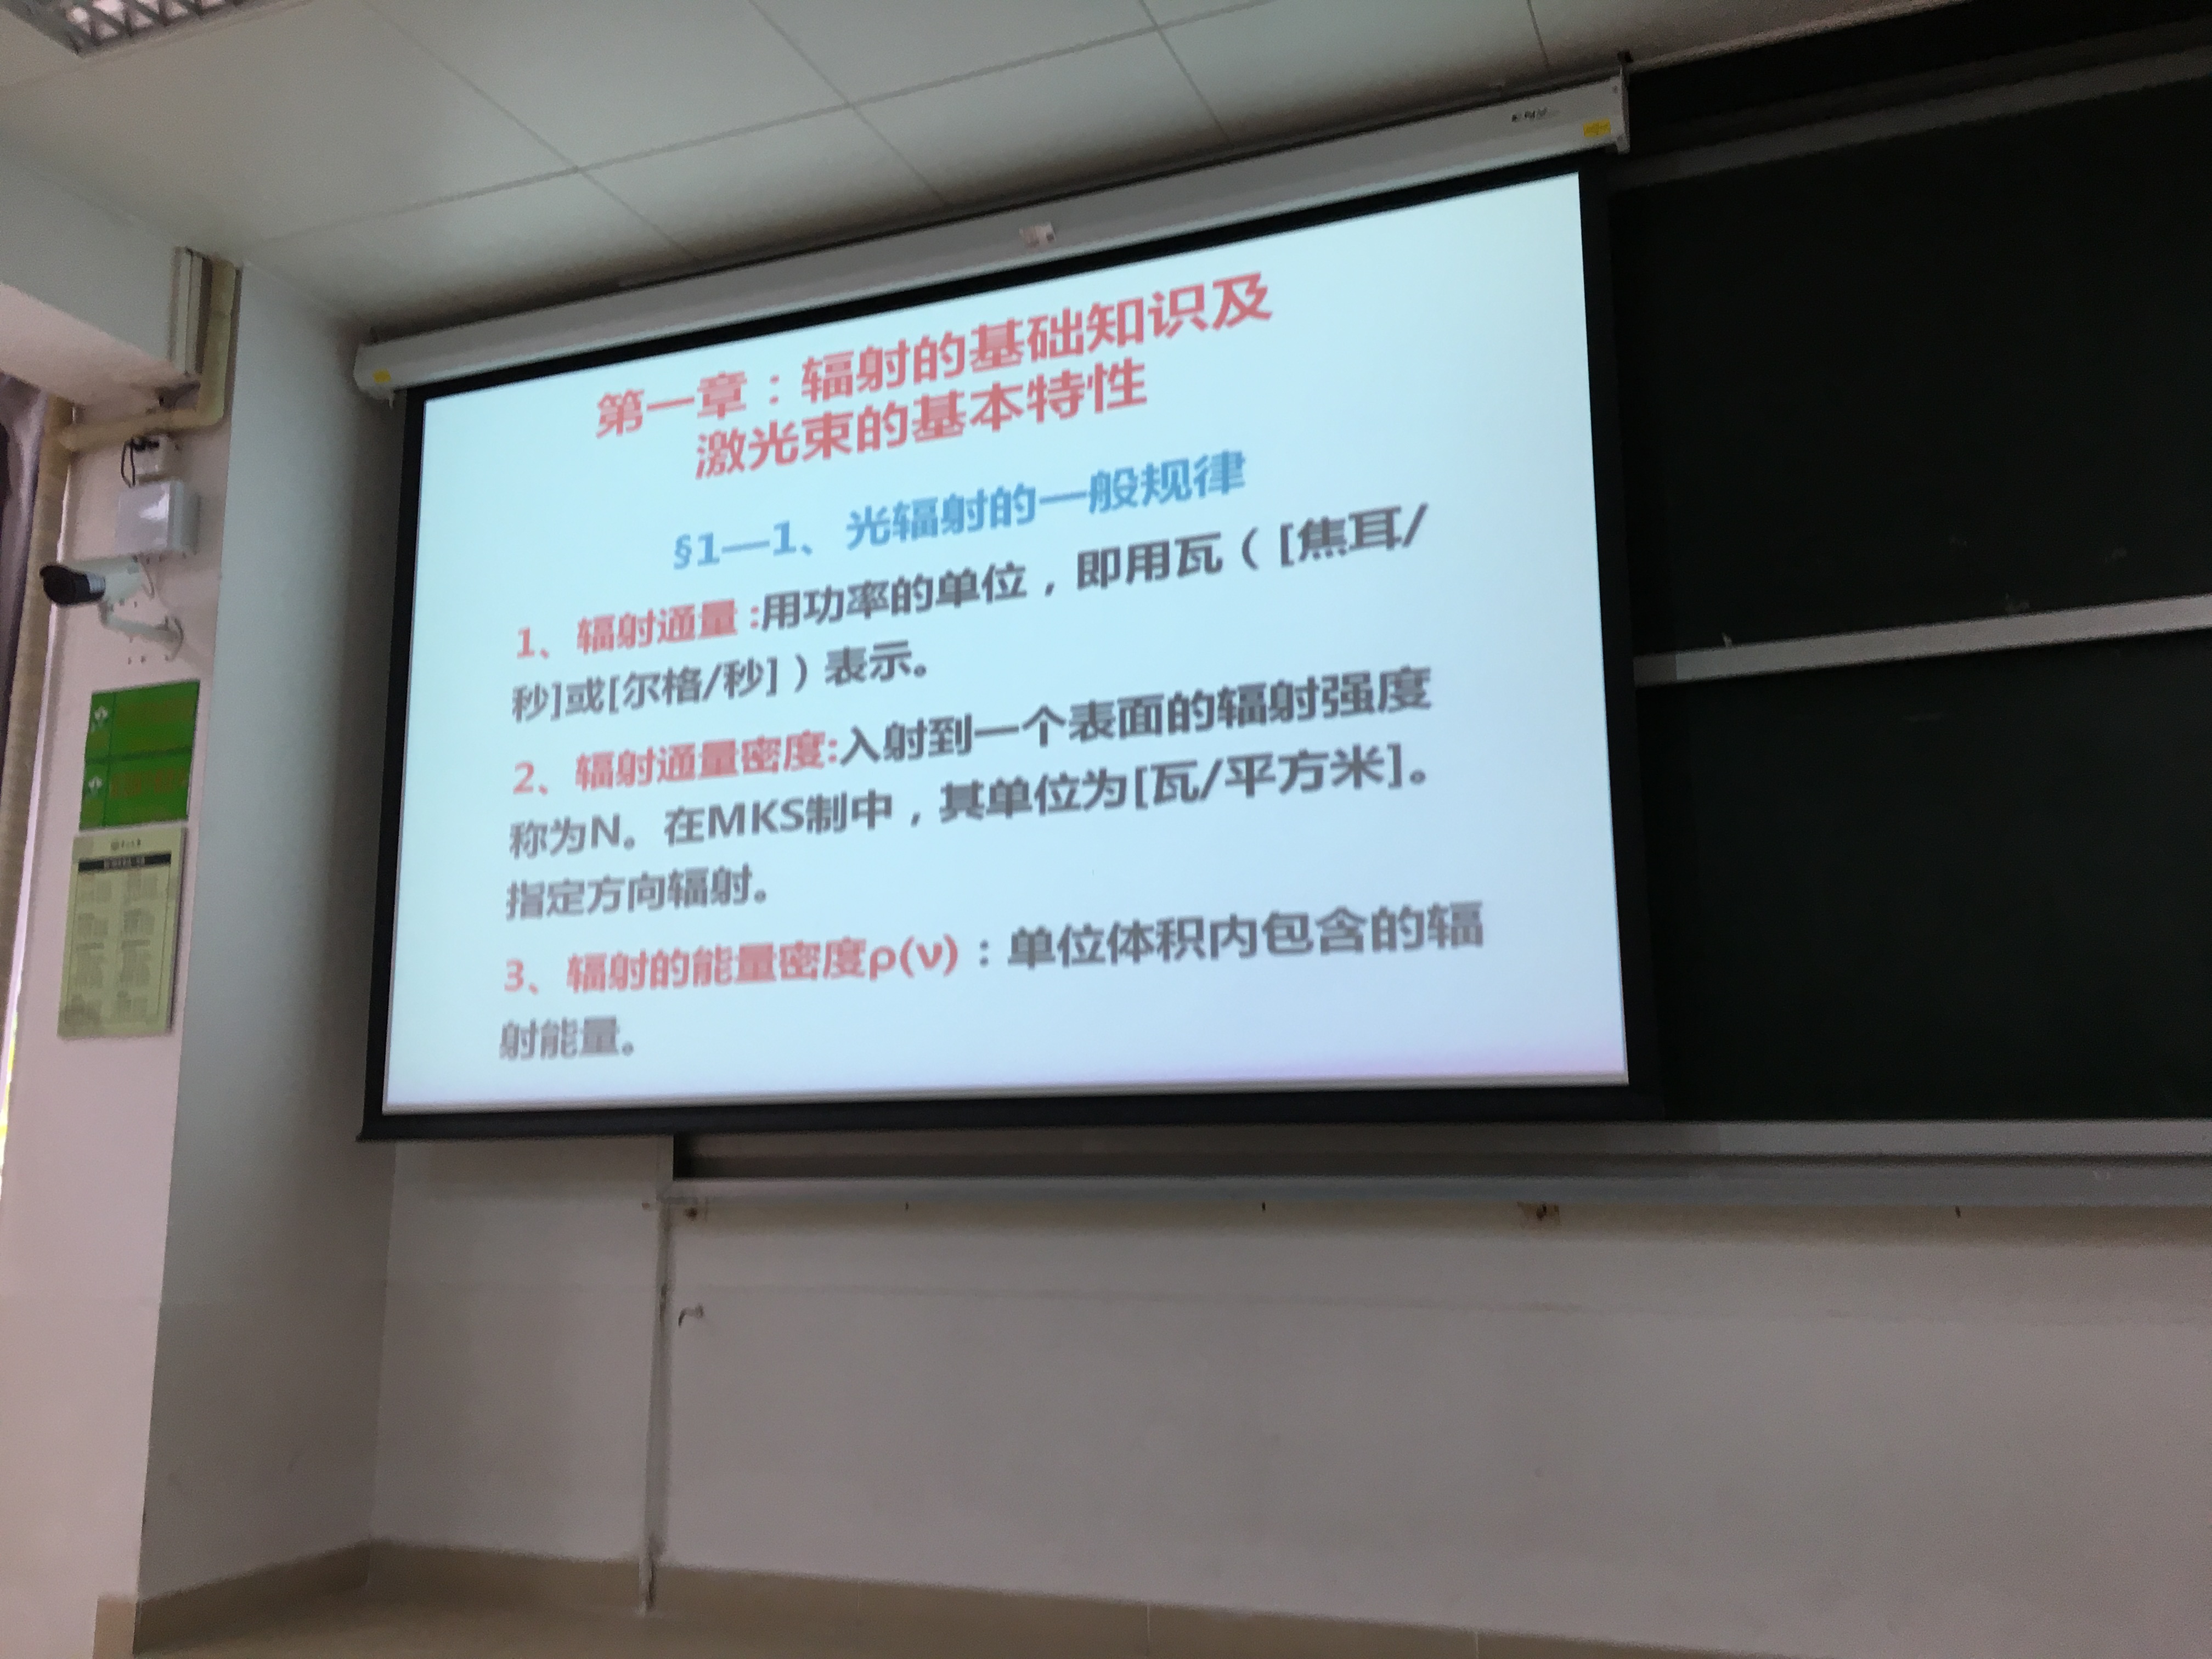 第一章：辐射的基础知识及
激光束的基本特性
§1—1、光辐射的一般规律
1、辐射通量:用功率的单位，即用瓦（[焦耳/
秒]或[尔格/秒]）表示。
2、辐射通量密度:入射到一个表面的辐射强度
称为N。在MKS制中，其单位为[瓦/平方米]。
指定方向辐射。
3、辐射的能量密度ρ(ν)：单位体积内包含的辐
射能量。